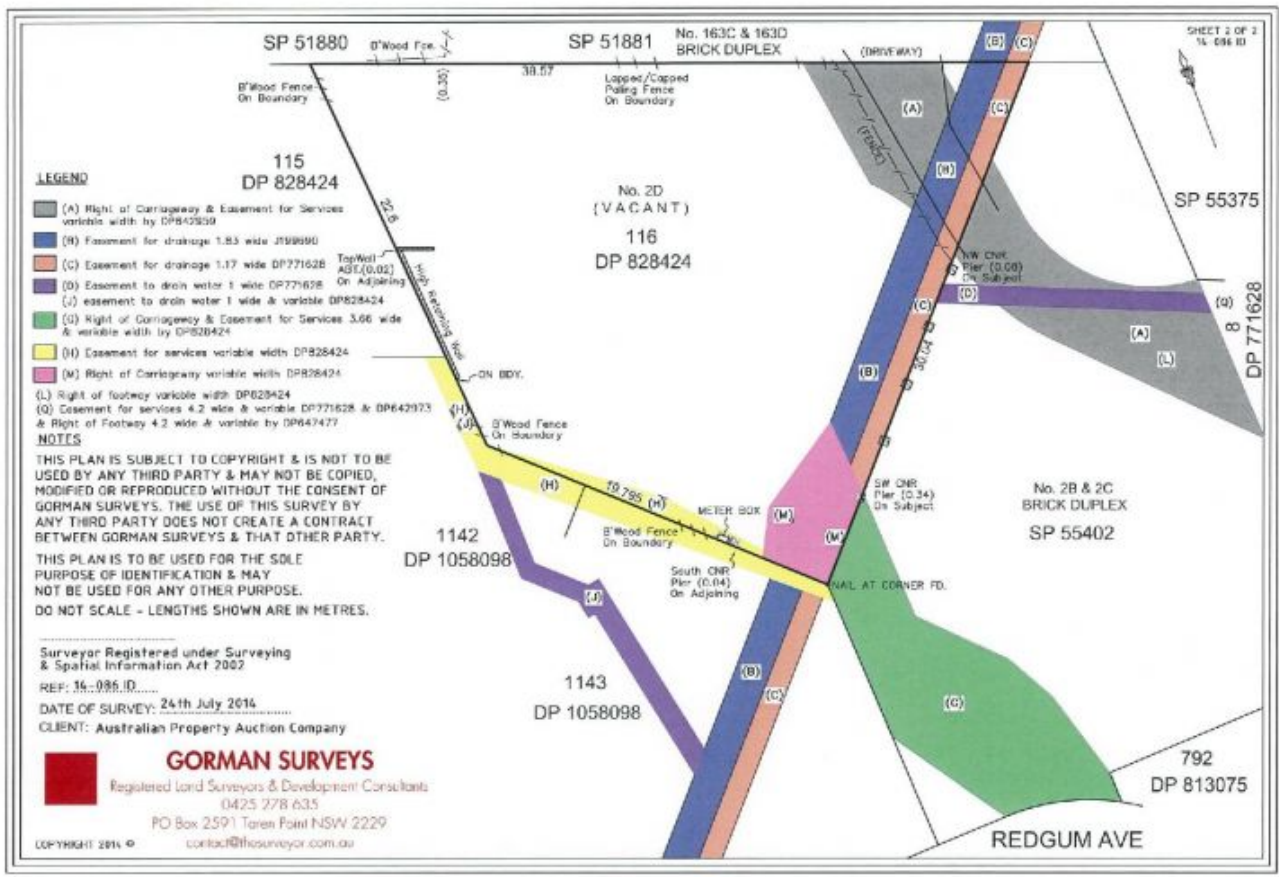 SHEET 2 OF 2
14-086 ID
SP 51880
B'Wood Fce.
SP 51881
No. 163C & 163D
BRICK DUPLEX
(DRIVEWAY)
(B)
(C)
38.57
(0.35)
B'Wood Fence
On Boundary
Lapped/Capped
Paling Fence
On Boundary
(A)
(C)
(FENCE)
115
DP 828424
(B)
SP 55375
No. 2D
(VACANT)
116
DP 828424
22.6
TopWall
ABT.(0.02)
On Adjoining
High Retaining Wall
NW CNR
Pier (0.08)
On Subject
(C)
(D)
(Q)
(A)
(L)
8
DP 771628
30.04
(B)
LEGEND
(A) Right of Carriageway & Easement for Services
variable width by DP642959
(B) Easement for drainage 1.83 wide J199690
(C) Easement for drainage 1.17 wide DP771628
(D) Easement to drain water 1 wide DP771628
(J) easement to drain water 1 wide & variable DP828424
(G) Right of Carriageway & Easement for Services 3.66 wide
& variable width by DP828424
(H) Easement for services variable width DP828424
(M) Right of Carriageway variable width DP828424
(L) Right of footway variable width DP828424
(Q) Easement for services 4.2 wide & variable DP771628 & DP642973
& Right of Footway 4.2 wide & variable by DP647477
ON BDY.
(H)
(J)
B'Wood Fence
On Boundary
(H)
19.795
(H)
METER BOX
B'Wood Fence
On Boundary
South CNR
Pier (0.04)
On Adjoining
(M)
(M)
SW CNR
Pier (0.34)
On Subject
No. 2B & 2C
BRICK DUPLEX
SP 55402
NAIL AT CORNER FD.
1142
DP 1058098
(J)
1143
DP 1058098
(B)
(C)
(G)
792
DP 813075
REDGUM AVE
NOTES
THIS PLAN IS SUBJECT TO COPYRIGHT & IS NOT TO BE
USED BY ANY THIRD PARTY & MAY NOT BE COPIED,
MODIFIED OR REPRODUCED WITHOUT THE CONSENT OF
GORMAN SURVEYS. THE USE OF THIS SURVEY BY
ANY THIRD PARTY DOES NOT CREATE A CONTRACT
BETWEEN GORMAN SURVEYS & THAT OTHER PARTY.
THIS PLAN IS TO BE USED FOR THE SOLE
PURPOSE OF IDENTIFICATION & MAY
NOT BE USED FOR ANY OTHER PURPOSE.
DO NOT SCALE - LENGTHS SHOWN ARE IN METRES.
Surveyor Registered under Surveying
& Spatial Information Act 2002
REF: 14-086 ID
DATE OF SURVEY: 24th July 2014
CLIENT: Australian Property Auction Company
GORMAN SURVEYS
Registered Land Surveyors & Development Consultants
0425 278 635
PO Box 2591 Taren Point NSW 2229
contact@thesurveyor.com.au
COPYRIGHT 2014 ©